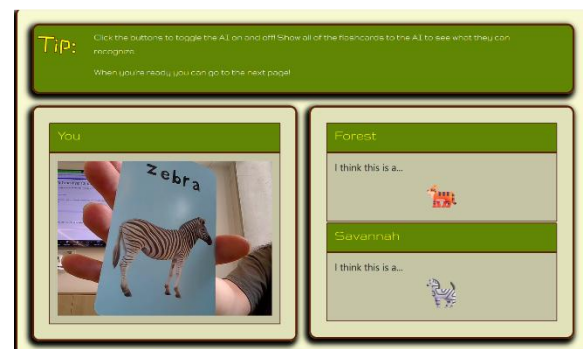 Tip:
Click the buttons to toggle the AI on and off! Show all of the flashcards to the AI to see what they can
recognize.
When you're ready you can go to the next page!
You
zebra
Forest
I think this is a...
Savannah
I think this is a...